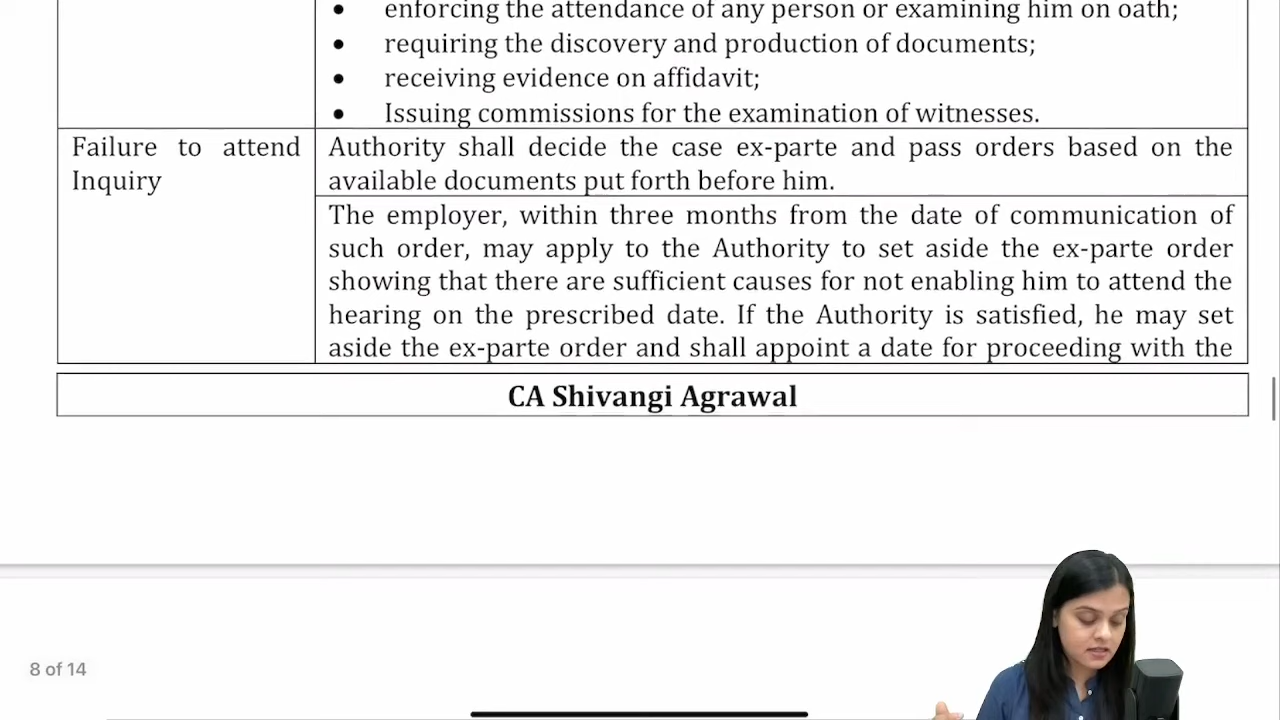 • enforcing the attendance of any person or examining him on oath;
• requiring the discovery and production of documents;
• receiving evidence on affidavit;
• Issuing commissions for the examination of witnesses.
Failure to attend
Inquiry
Authority shall decide the case ex-parte and pass orders based on the
available documents put forth before him.
The employer, within three months from the date of communication of
such order, may apply to the Authority to set aside the ex-parte order
showing that there are sufficient causes for not enabling him to attend the
hearing on the prescribed date. If the Authority is satisfied, he may set
aside the ex-parte order and shall appoint a date for proceeding with the
CA Shivangi Agrawal
8 of 14